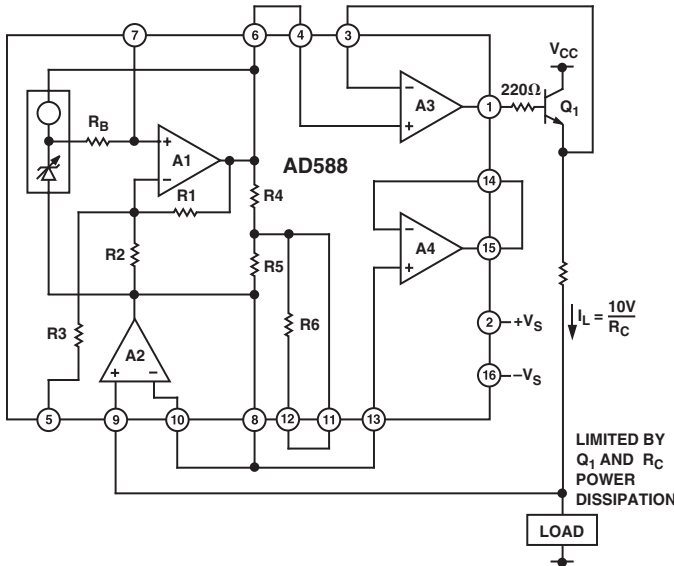 7
6
4
3
V_CC
220Ω
Q_1
R_B
A3
−
+
1
+
A1
−
AD588
R1
R4
14
R2
−
A4
+
15
R5
R3
R6
I_L = 10V/R_C
2
+V_S
A2
+
−
16
−V_S
5
9
10
8
12
11
13
LIMITED BY
Q_1 AND R_C
POWER
DISSIPATION
LOAD